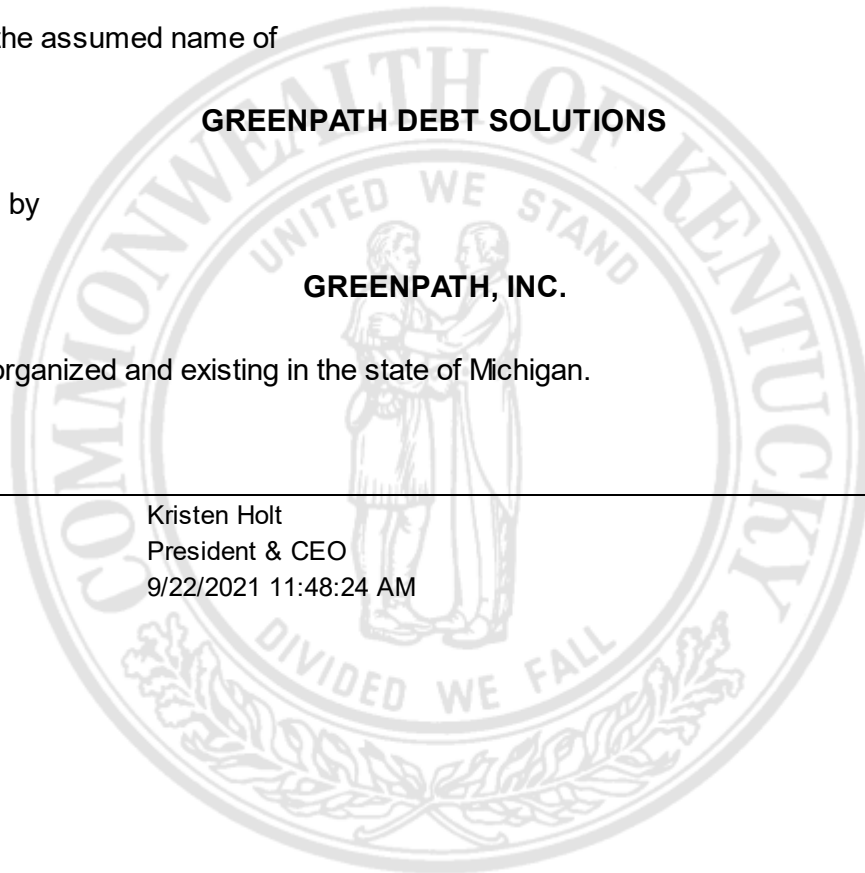 the assumed name of
GREENPATH DEBT SOLUTIONS
by
GREENPATH, INC.
organized and existing in the state of Michigan.
Kristen Holt
President & CEO
9/22/2021 11:48:24 AM
COMMONWEALTH OF KENTUCKY
UNITED WE STAND
DIVIDED WE FALL